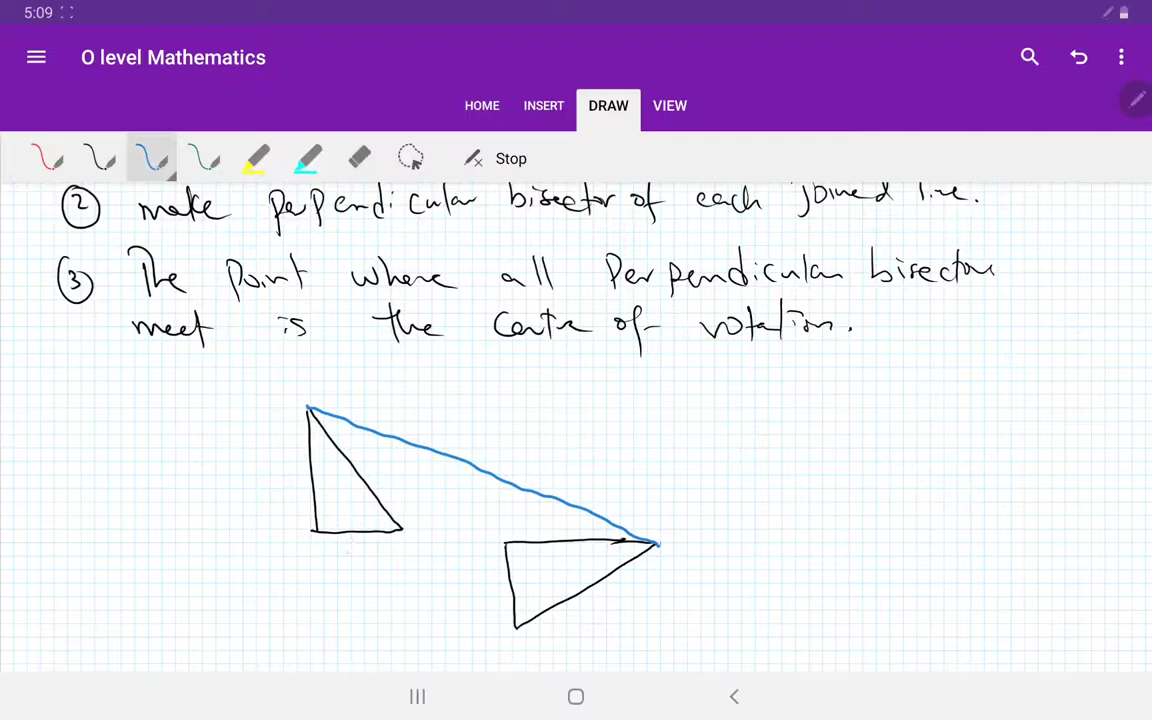 5:09
O level Mathematics
HOME INSERT DRAW VIEW
Stop
② make perpendicular bisector of each joined line.
③ The Point where all Perpendicular bisectors
meet is the centre of rotation.